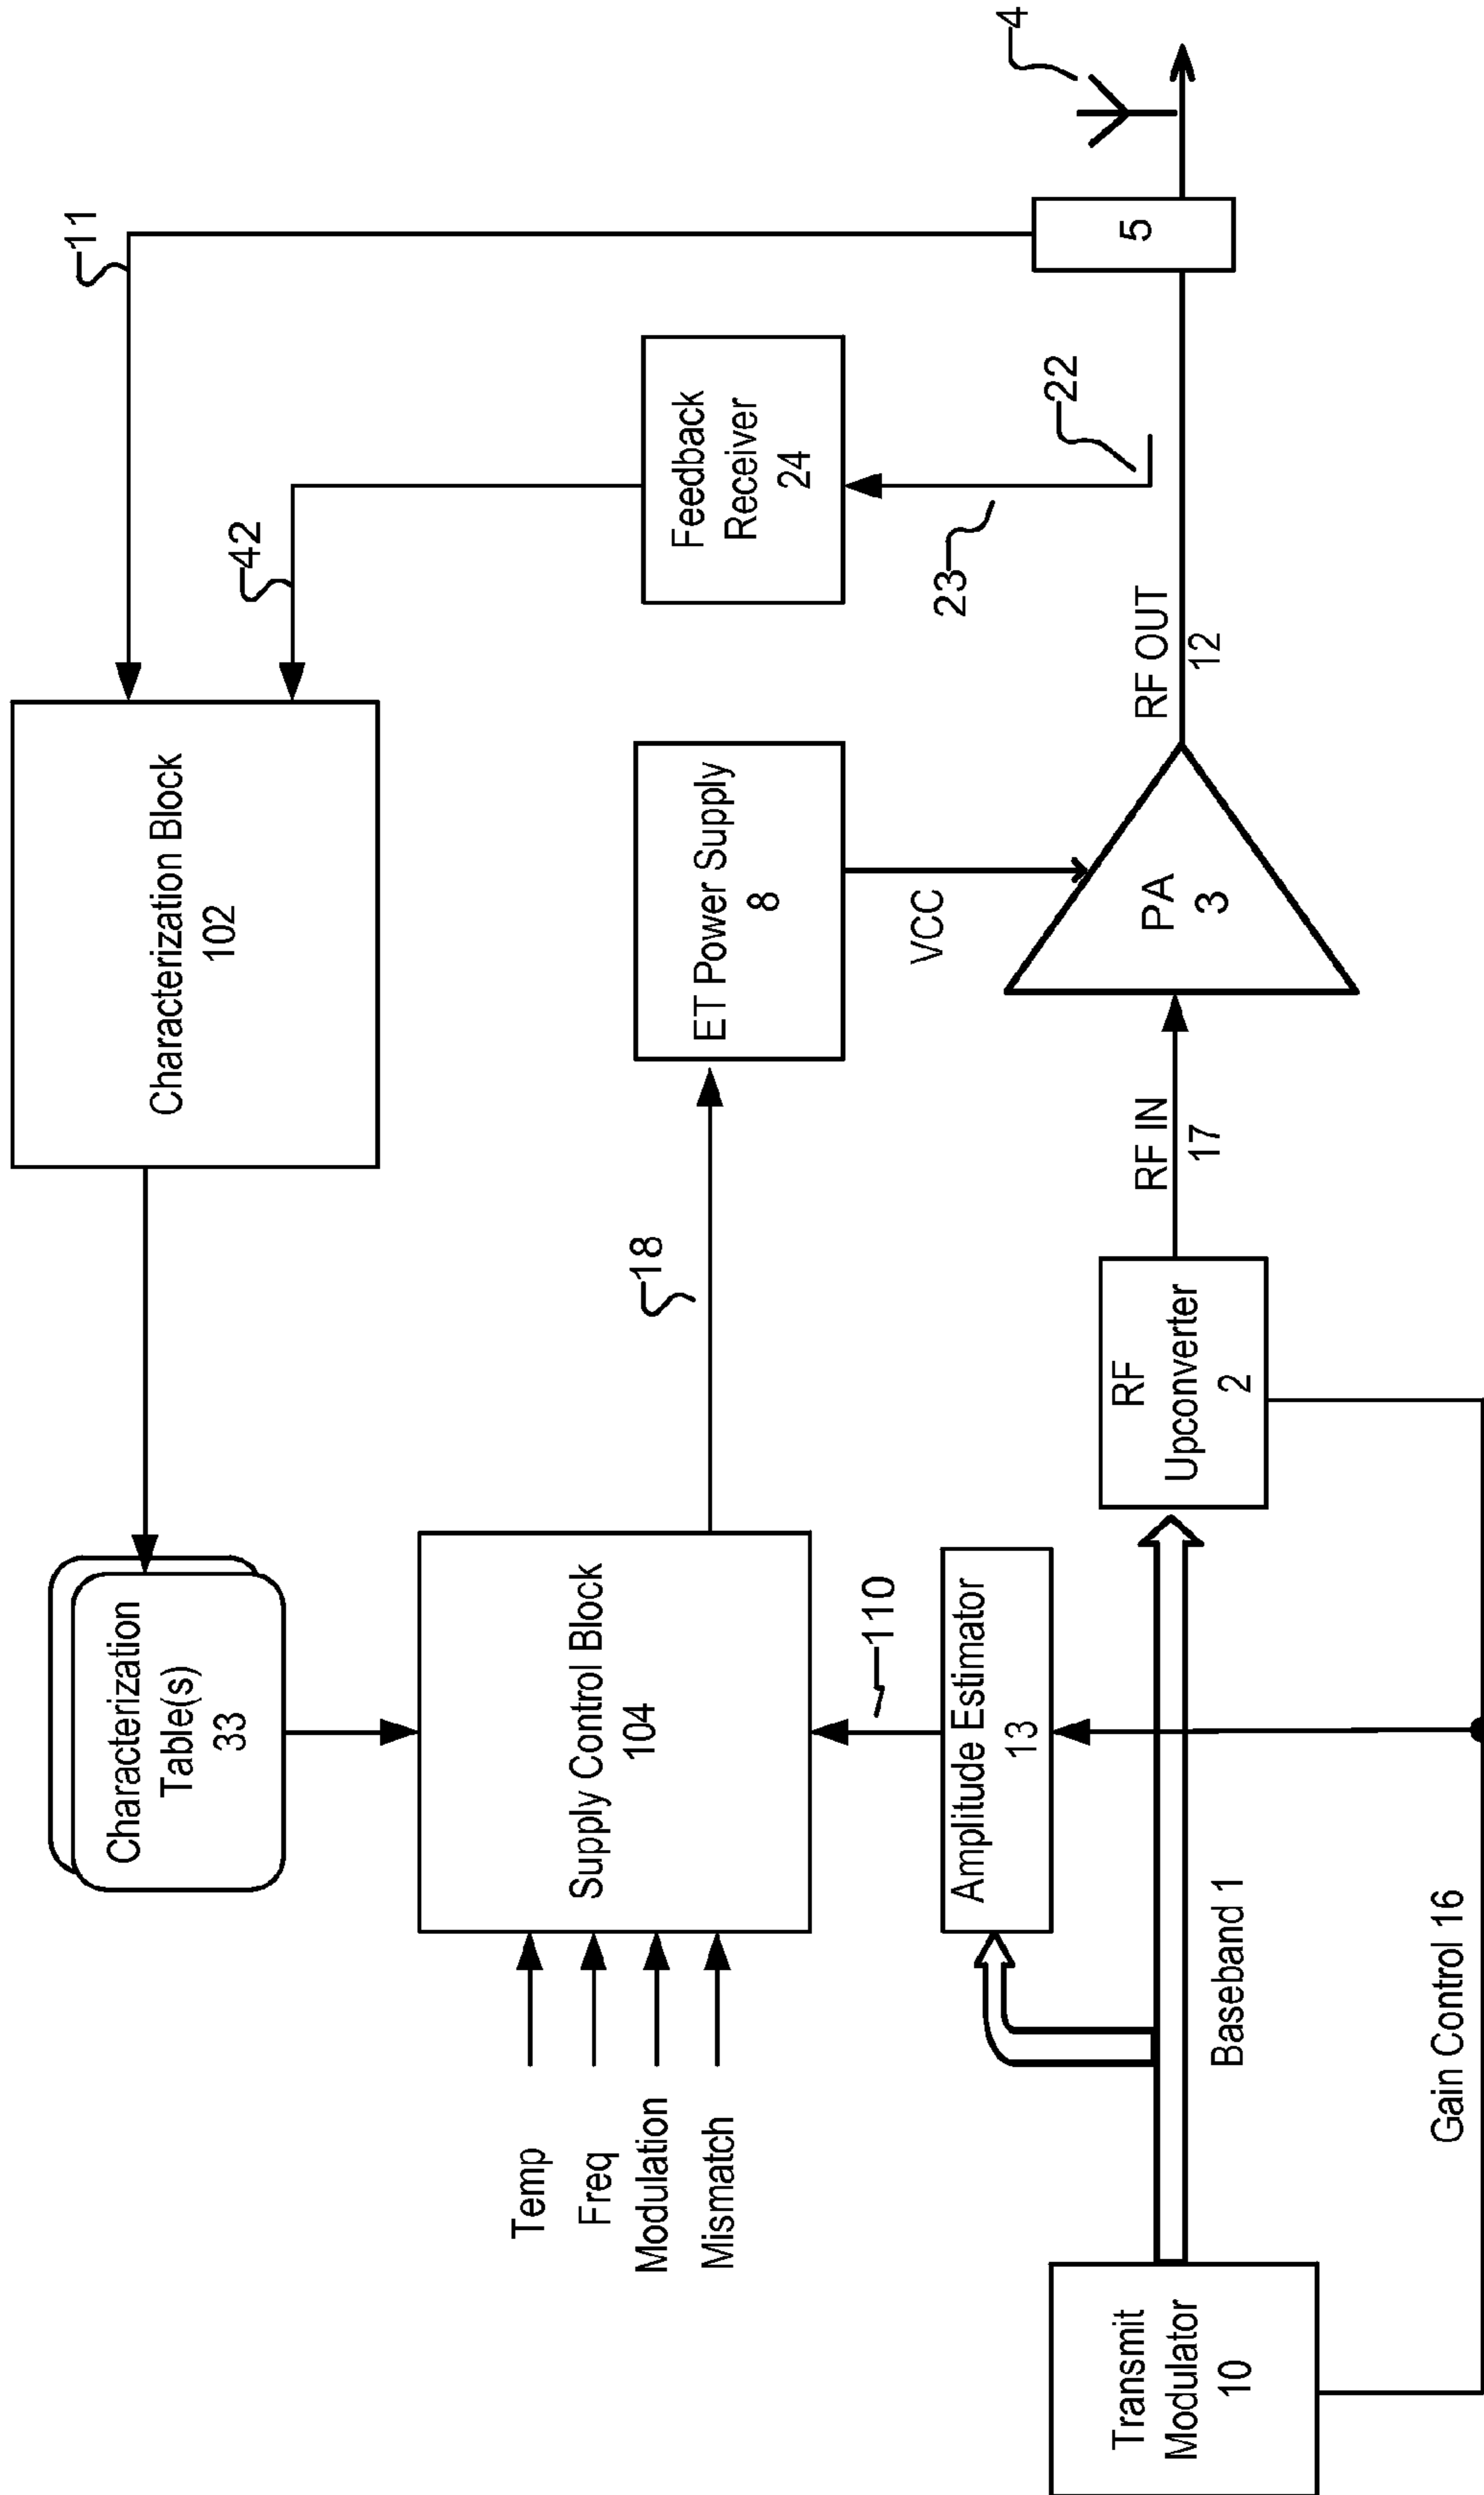 11
Characterization Block
102
42
Characterization
Table(s)
33
Feedback
Receiver
24
Temp
Freq
Modulation
Mismatch
Supply Control Block
104
18
ET Power Supply
8
VCC
23
22
4
5
110
Amplitude Estimator
13
Transmit
Modulator
10
Baseband 1
RF
Upconverter
2
RF IN
17
PA
3
RF OUT
12
Gain Control 16